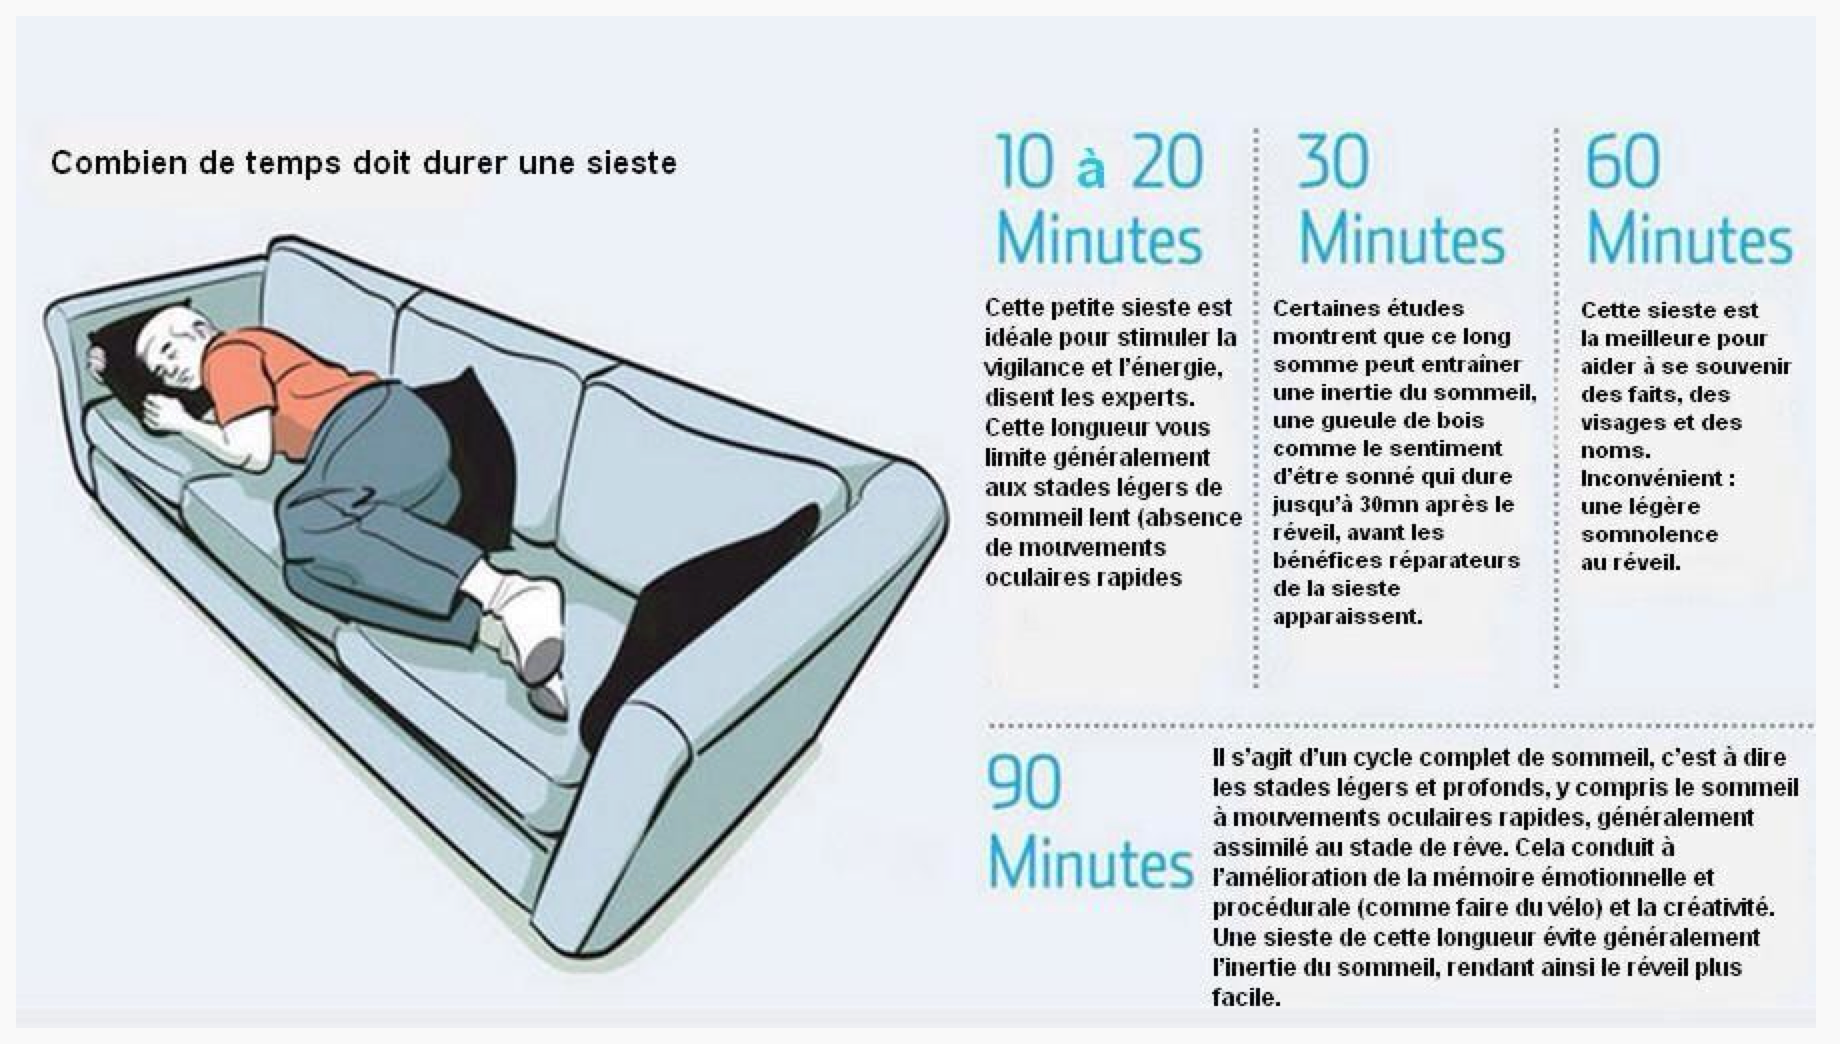 Combien de temps doit durer une sieste
10 à 20
Minutes
Cette petite sieste est
idéale pour stimuler la
vigilance et l'énergie,
disent les experts.
Cette longueur vous
limite généralement
aux stades légers de
sommeil lent (absence
de mouvements
oculaires rapides
30
Minutes
Certaines études
montrent que ce long
somme peut entraîner
une inertie du sommeil,
une gueule de bois
comme le sentiment
d'être sonné qui dure
jusqu'à 30mn après le
réveil, avant les
bénéfices réparateurs
de la sieste
apparaissent.
60
Minutes
Cette sieste est
la meilleure pour
aider à se souvenir
des faits, des
visages et des
noms.
Inconvénient :
une légère
somnolence
au réveil.
90
Minutes
Il s'agit d'un cycle complet de sommeil, c'est à dire
les stades légers et profonds, y compris le sommeil
à mouvements oculaires rapides, généralement
assimilé au stade de rêve. Cela conduit à
l'amélioration de la mémoire émotionnelle et
procédurale (comme faire du vélo) et la créativité.
Une sieste de cette longueur évite généralement
l'inertie du sommeil, rendant ainsi le réveil plus
facile.